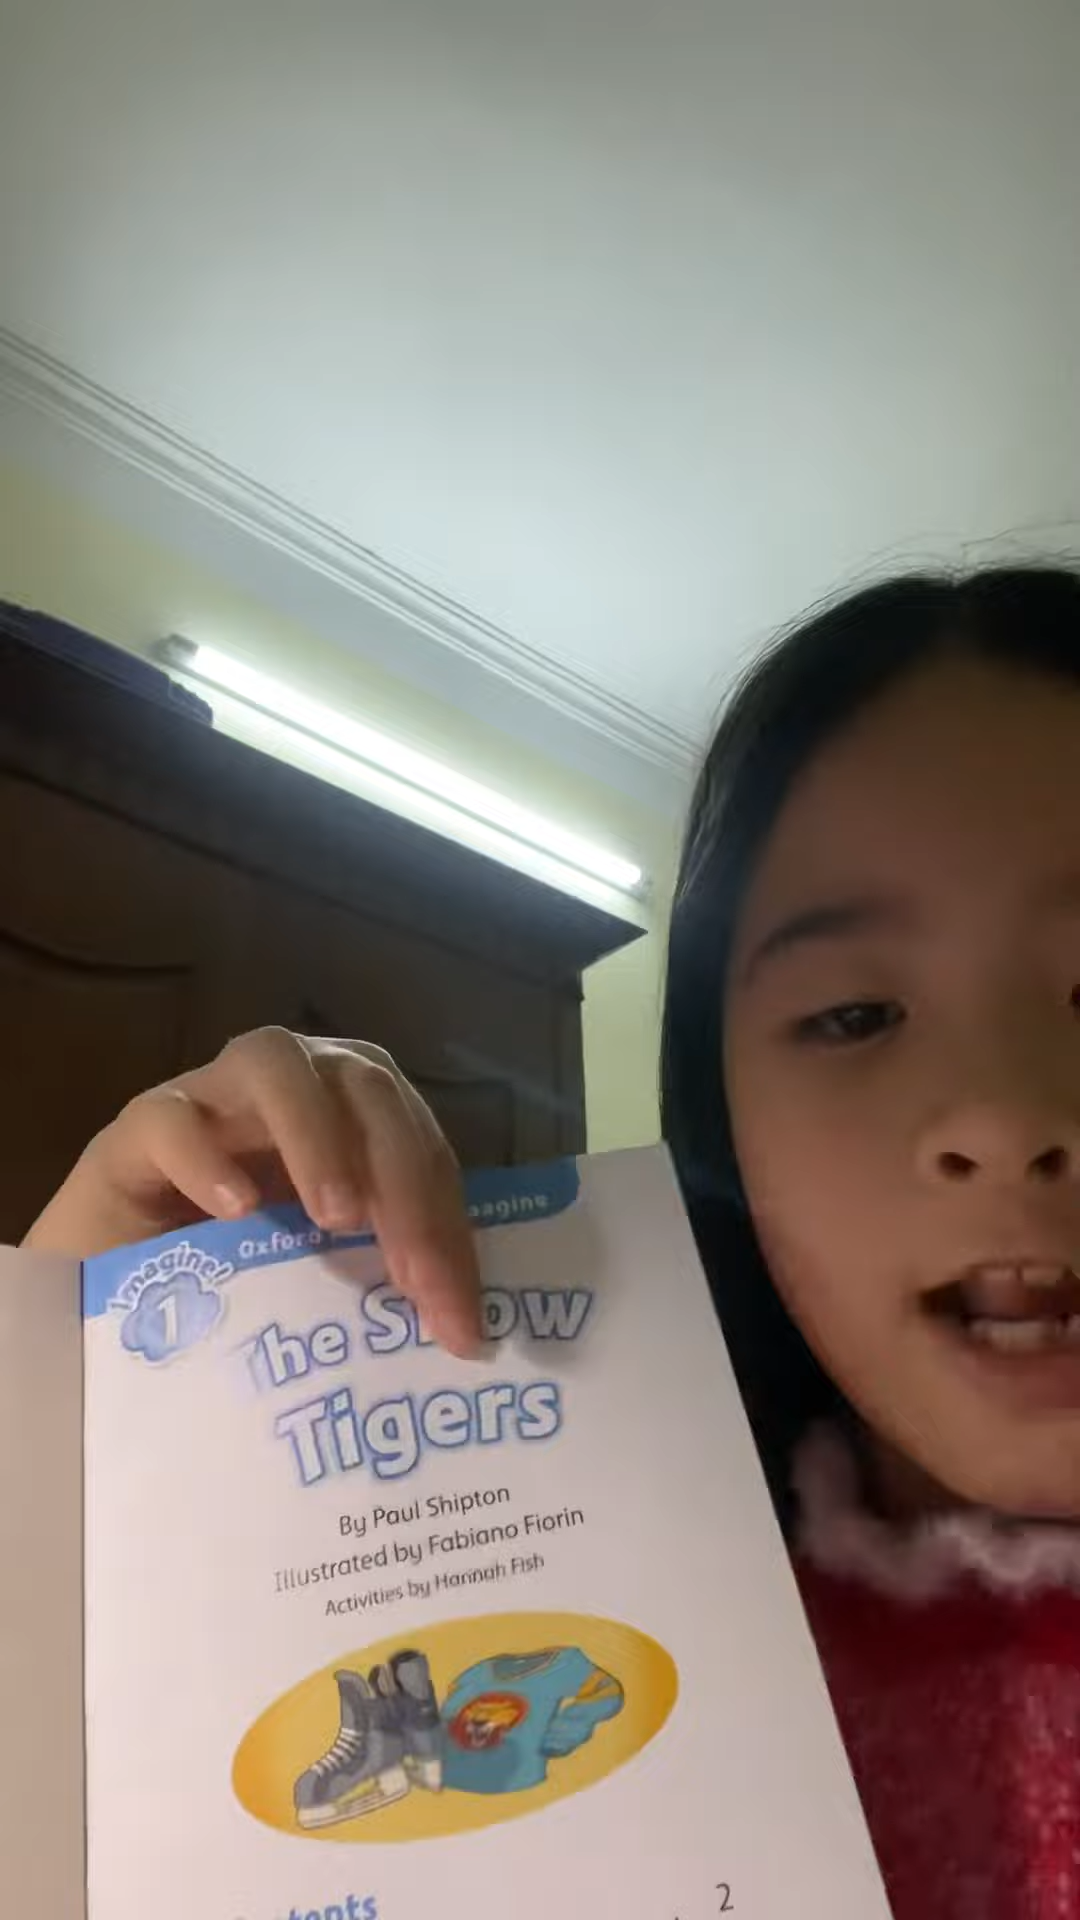 Oxford
imagine
Imagine!
1
The Snow
Tigers
By Paul Shipton
Illustrated by Fabiano Fiorin
Activities by Hannah Fish
2